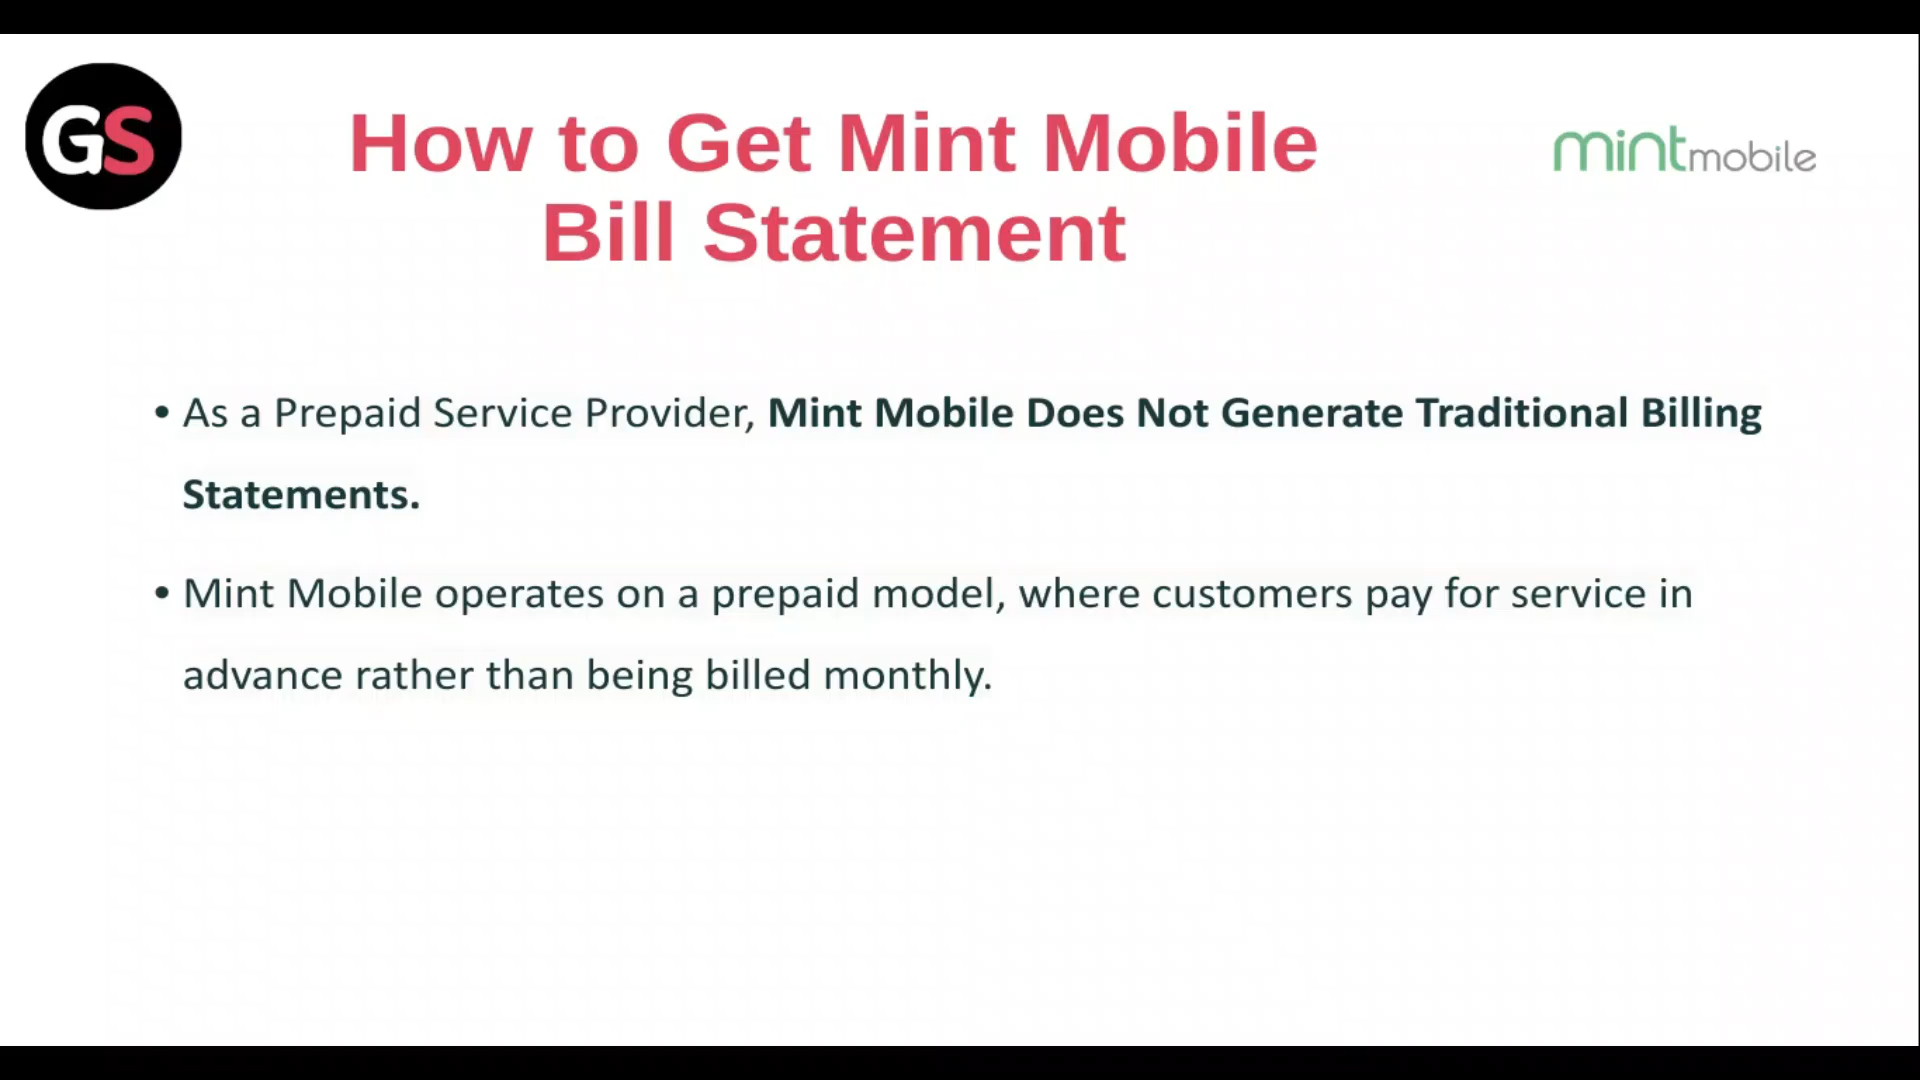 GS
How to Get Mint Mobile
Bill Statement
mintmobile
• As a Prepaid Service Provider, Mint Mobile Does Not Generate Traditional Billing
Statements.
• Mint Mobile operates on a prepaid model, where customers pay for service in
advance rather than being billed monthly.